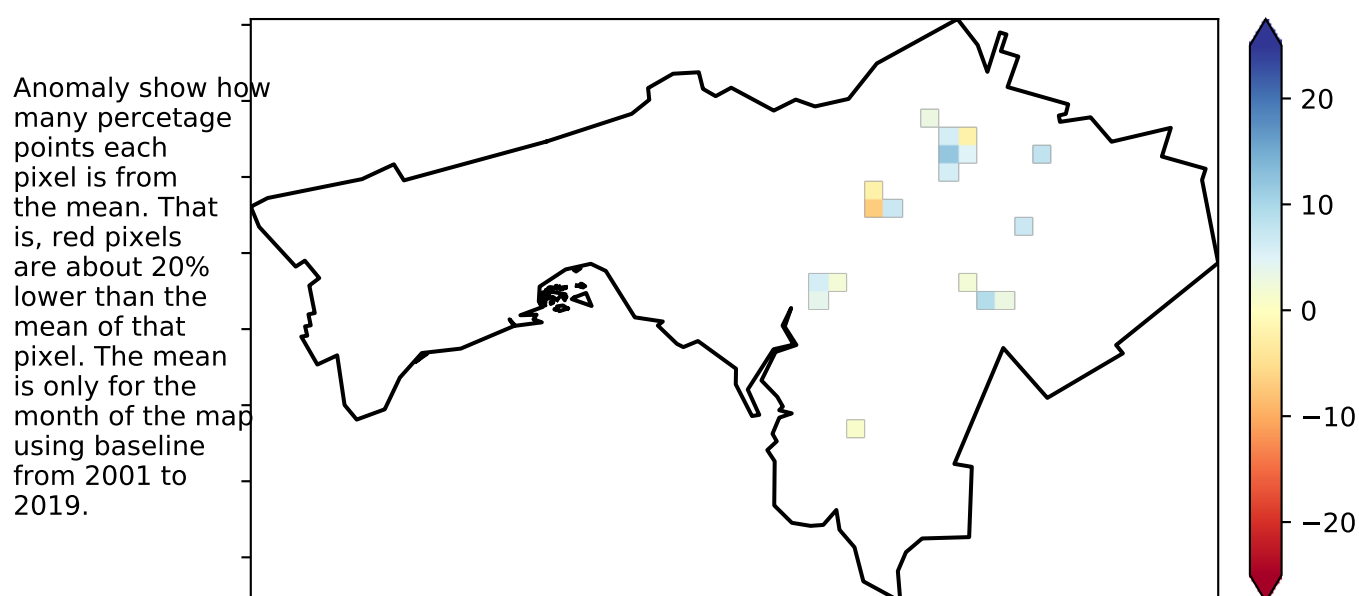 Anomaly show how
many percetage
points each
pixel is from
the mean. That
is, red pixels
are about 20%
lower than the
mean of that
pixel. The mean
is only for the
month of the map
using baseline
from 2001 to
2019.
20
10
0
−10
−20